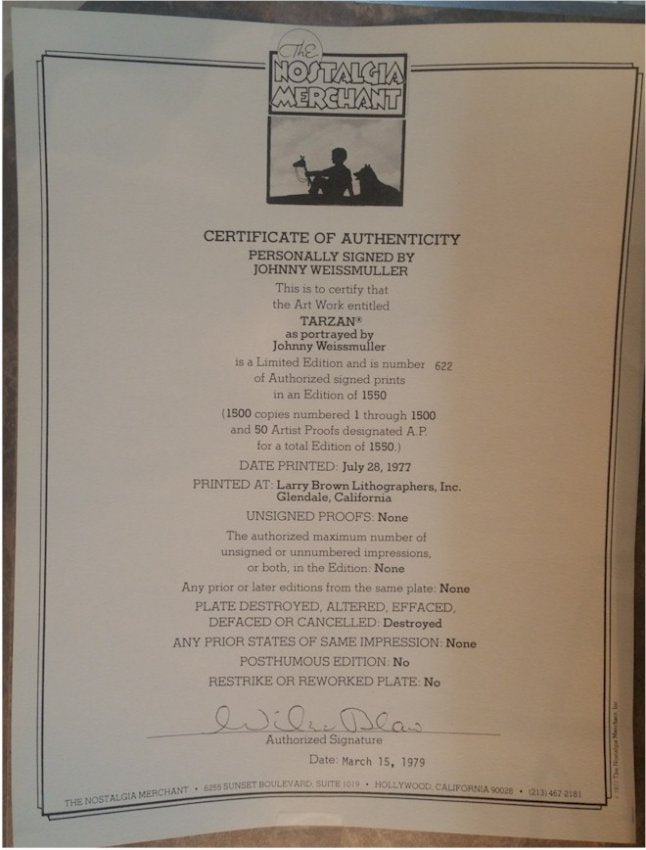 The
NOSTALGIA
MERCHANT
CERTIFICATE OF AUTHENTICITY
PERSONALLY SIGNED BY
JOHNNY WEISSMULLER
This is to certify that
the Art Work entitled
TARZAN®
as portrayed by
Johnny Weissmuller
is a Limited Edition and is number 622
of Authorized signed prints
in an Edition of 1550
(1500 copies numbered 1 through 1500
and 50 Artist Proofs designated A.P.
for a total Edition of 1550.)
DATE PRINTED: July 28, 1977
PRINTED AT: Larry Brown Lithographers, Inc.
Glendale, California
UNSIGNED PROOFS: None
The authorized maximum number of
unsigned or unnumbered impressions,
or both, in the Edition: None
Any prior or later editions from the same plate: None
PLATE DESTROYED, ALTERED, EFFACED,
DEFACED OR CANCELLED: Destroyed
ANY PRIOR STATES OF SAME IMPRESSION: None
POSTHUMOUS EDITION: No
RESTRIKE OR REWORKED PLATE: No
Authorized Signature
Date: March 15, 1979
THE NOSTALGIA MERCHANT • 6255 SUNSET BOULEVARD, SUITE 1019 • HOLLYWOOD, CALIFORNIA 90028 • (213) 467-2181
The Nostalgia Merchant, Inc.